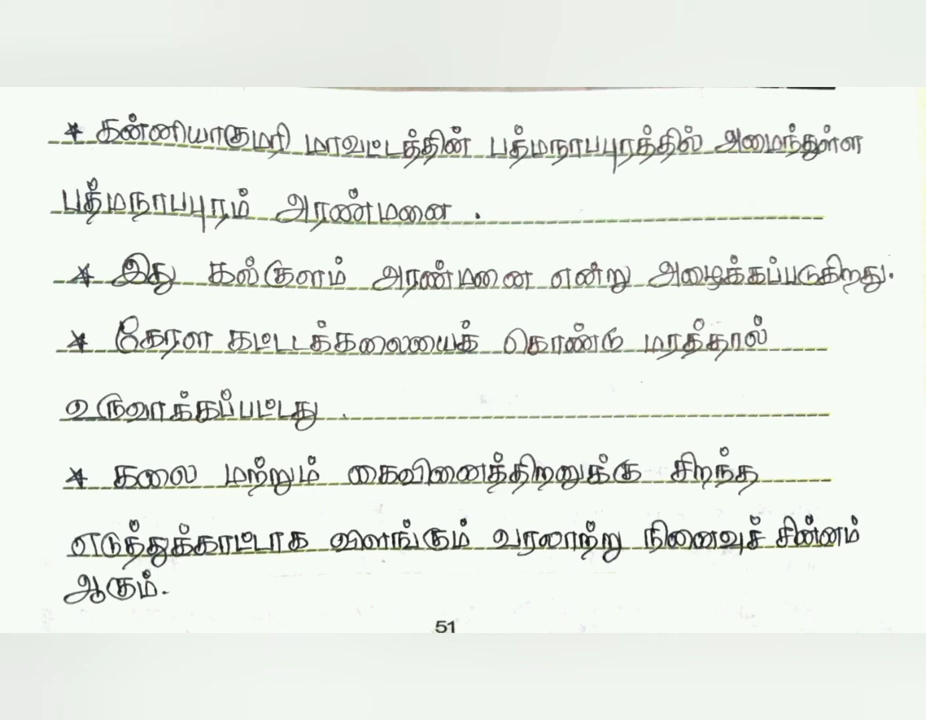 * கன்னியாகுமரி மாவட்டத்தின் பத்மநாபபுரத்தில் அமைந்துள்ள
பத்மநாபபுரம் அரண்மனை .
* இது கல்குளம் அரண்மனை என்று அழைக்கப்படுகிறது.
* கேரள கட்டடக்கலையைக் கொண்டு மரத்தால்
உருவாக்கப்பட்டது .
* கலை மற்றும் கைவினைத்திறனுக்கு சிறந்த
எடுத்துக்காட்டாக விளங்கும் வரலாற்று நினைவுச் சின்னம்
ஆகும்.
51